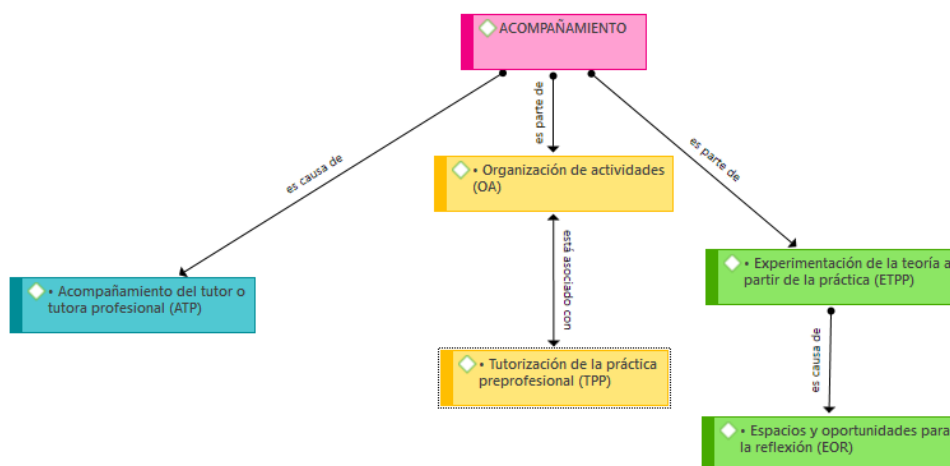 ACOMPAÑAMIENTO
es causa de
es parte de
es parte de
• Organización de actividades
(OA)
está asociado con
• Experimentación de la teoría a
partir de la práctica (ETPP)
• Acompañamiento del tutor o
tutora profesional (ATP)
es causa de
• Tutorización de la práctica
preprofesional (TPP)
• Espacios y oportunidades para
la reflexión (EOR)